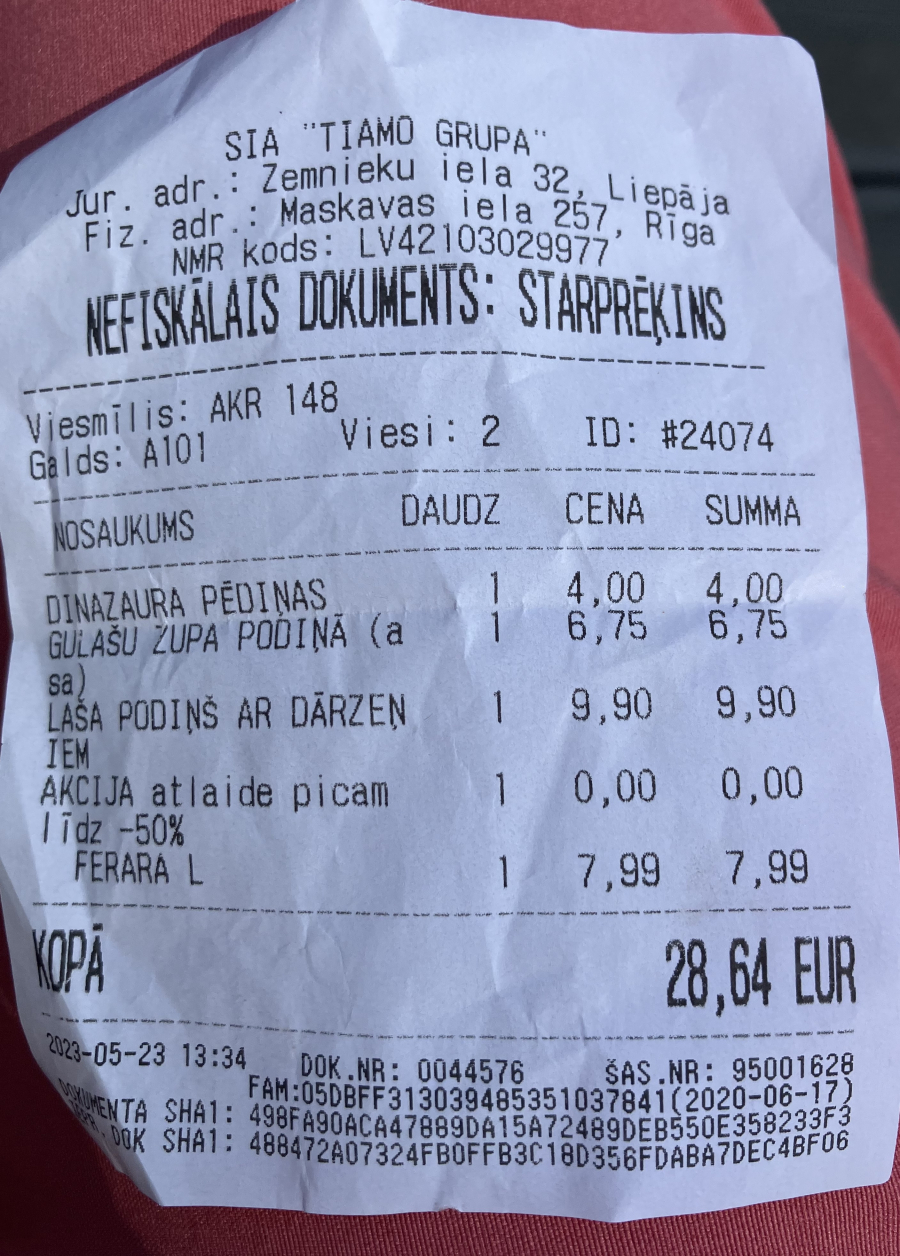 SIA "TIAMO GRUPA"
Jur. adr.: Zemnieku iela 32, Liepāja
Fiz. adr.: Maskavas iela 257, Rīga
NMR kods: LV42103029977
NEFISKĀLAIS DOKUMENTS: STARPRĒĶINS
Viesmīlis: AKR 148
Galds: A101 Viesi: 2 ID: #24074
NOSAUKUMS DAUDZ CENA SUMMA
DINAZAURA PĒDIŅAS 1 4,00 4,00
GULAŠU ZUPA PODIŅĀ (a 1 6,75 6,75
sa)
LAŠA PODIŅŠ AR DĀRZEŅ 1 9,90 9,90
IEM
AKCIJA atlaide picam 1 0,00 0,00
līdz -50%
FERARA L 1 7,99 7,99
KOPĀ 28,64 EUR
2023-05-23 13:34 DOK.NR: 0044576 ŠAS.NR: 95001628
FAM:05DBFF313039485351037841(2020-06-17)
DOKUMENTA SHA1: 498FA90ACA47889DA15A72489DEB550E358233F3
DOK SHA1: 488472A07324FB0FFB3C18D356FDABA7DEC4BF06